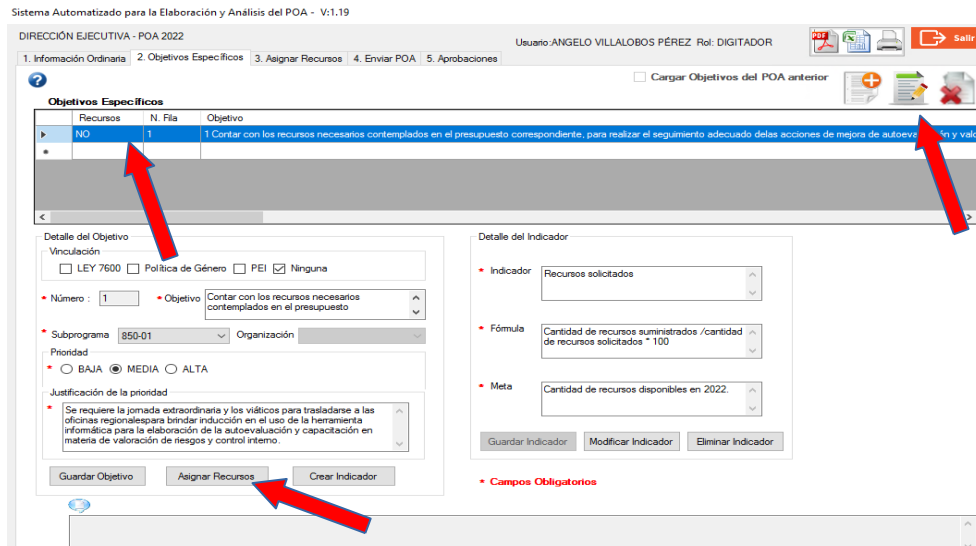 Sistema Automatizado para la Elaboración y Análisis del POA - V:1.19
DIRECCIÓN EJECUTIVA - POA 2022
Usuario:ANGELO VILLALOBOS PÉREZ Rol: DIGITADOR
PDF
Salir
1. Información Ordinaria 2. Objetivos Específicos 3. Asignar Recursos 4. Enviar POA 5. Aprobaciones
Cargar Objetivos del POA anterior
Objetivos Específicos
Recursos N. Fila Objetivo
NO 1 1 Contar con los recursos necesarios contemplados en el presupuesto correspondiente, para realizar el seguimiento adecuado delas acciones de mejora de y
Detalle del Objetivo
Vinculación
LEY 7600 Política de Género PEI Ninguna
Número : 1 * Objetivo Contar con los recursos necesarios
contemplados en el presupuesto
* Subprograma 850-01 Organización
Prioridad
* BAJA MEDIA ALTA
Justificación de la prioridad
* Se requiere la jornada extraordinaria y los viáticos para trasladarse a las
oficinas regionalespara brindar inducción en el uso de la herramienta
informática para la elaboración de la autoevaluación y capacitación en
materia de valoración de riesgos y control interno.
Guardar Objetivo Asignar Recursos Crear Indicador
Detalle del Indicador
* Indicador Recursos solicitados
* Fórmula Cantidad de recursos suministrados /cantidad
de recursos solicitados * 100
* Meta Cantidad de recursos disponibles en 2022.
Guardar Indicador Modificar Indicador Eliminar Indicador
* Campos Obligatorios